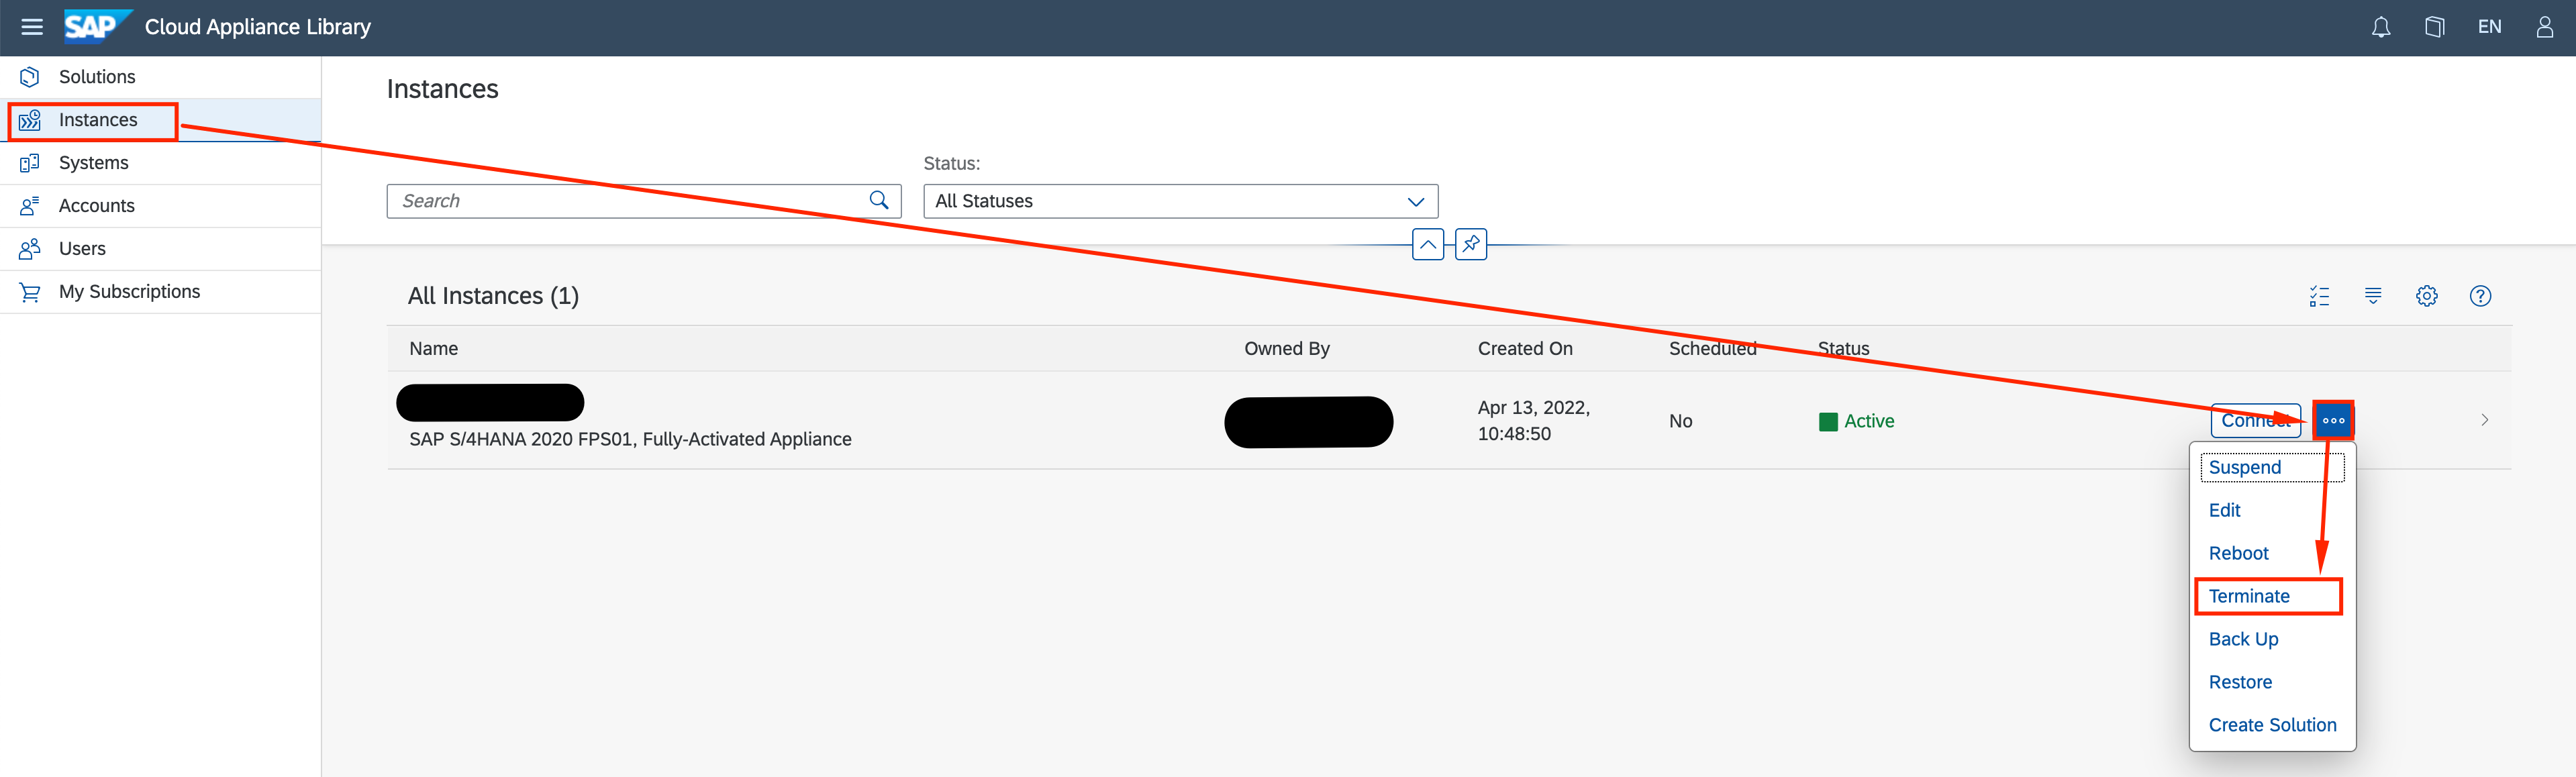 SAP Cloud Appliance Library
EN
Solutions
Instances
Systems
Accounts
Users
My Subscriptions
Instances
Status:
Search
All Statuses
All Instances (1)
Name Owned By Created On Scheduled Status
SAP S/4HANA 2020 FPS01, Fully-Activated Appliance
Apr 13, 2022,
10:48:50
No
Active
Connect
Suspend
Edit
Reboot
Terminate
Back Up
Restore
Create Solution